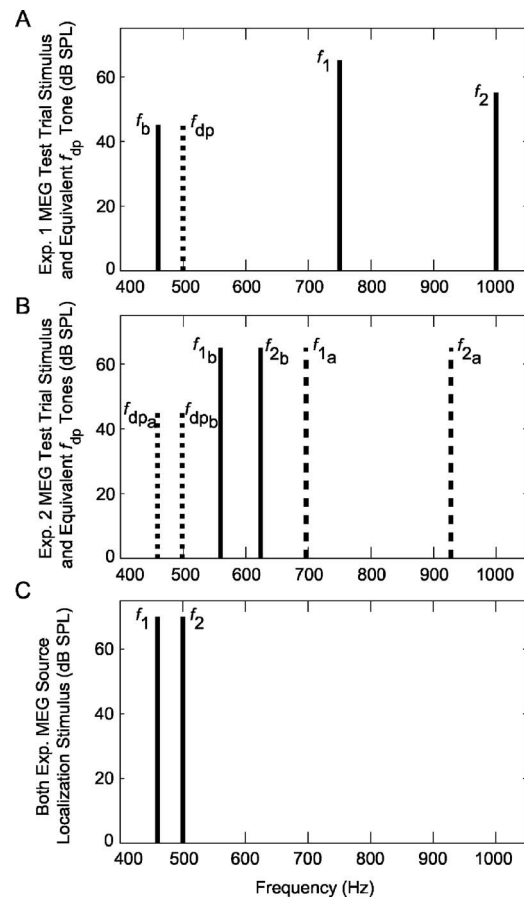 A
Exp. 1 MEG Test Trial Stimulus
and Equivalent fdp Tone (dB SPL)
60
40
20
0
fb
fdp
f1
f2
400 500 600 700 800 900 1000
B
Exp. 2 MEG Test Trial Stimulus
and Equivalent fdp Tones (dB SPL)
60
40
20
0
fdpa
fdpb
f1b
f2b
f1a
f2a
400 500 600 700 800 900 1000
C
Both Exp. MEG Source
Localization Stimulus (dB SPL)
60
40
20
0
f1
f2
400 500 600 700 800 900 1000
Frequency (Hz)